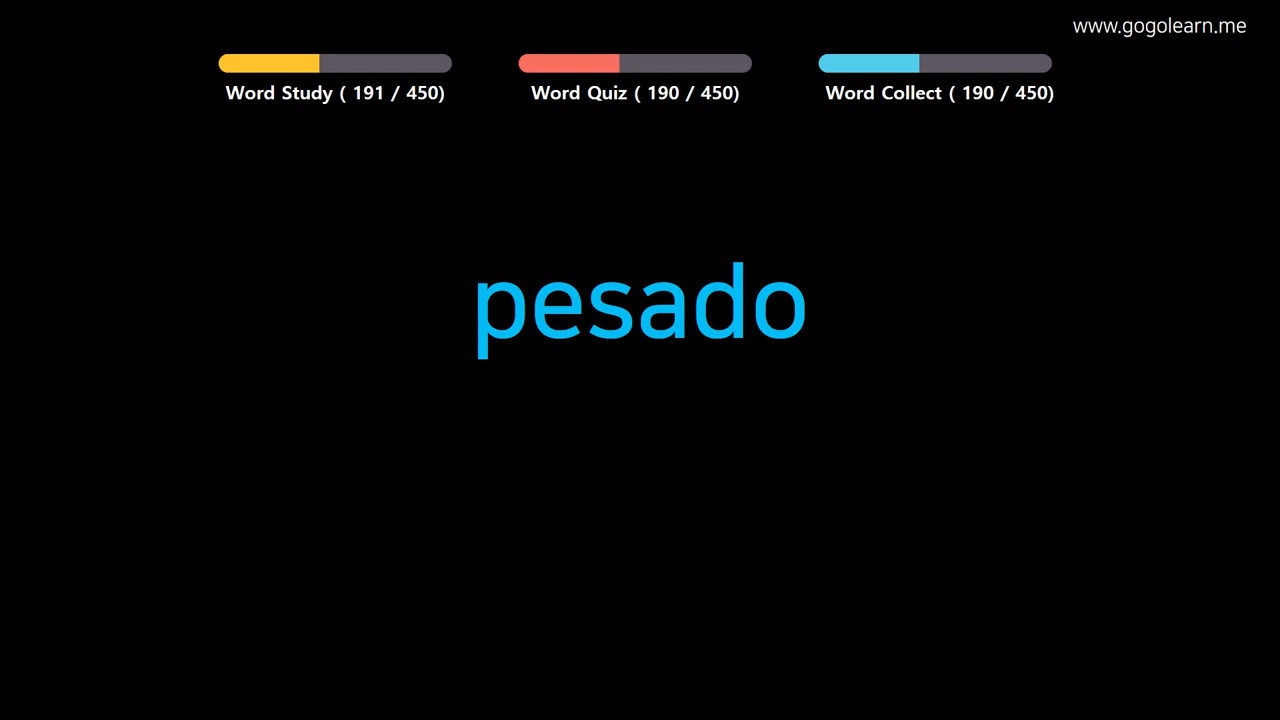 www.gogolearn.me
Word Study ( 191 / 450)
Word Quiz ( 190 / 450)
Word Collect ( 190 / 450)
pesado